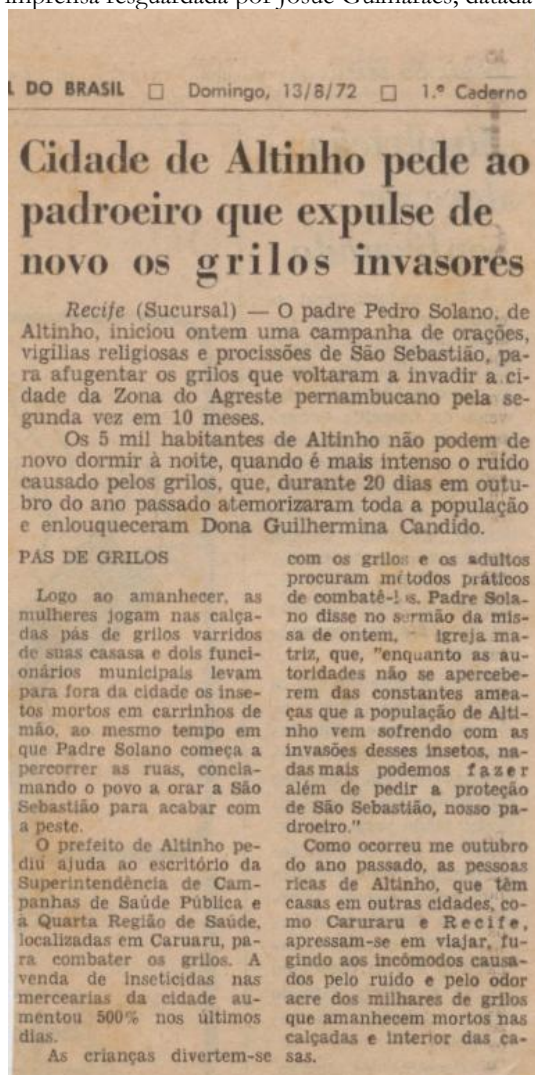 imprensa resguardada por Josué Guimarães, datada
L DO BRASIL □ Domingo, 13/8/72 □ 1.º Caderno
Cidade de Altinho pede ao
padroeiro que expulse de
novo os grilos invasores
Recife (Sucursal) — O padre Pedro Solano, de
Altinho, iniciou ontem uma campanha de orações,
vigílias religiosas e procissões de São Sebastião, pa-
ra afugentar os grilos que voltaram a invadir a ci-
dade da Zona do Agreste pernambucano pela se-
gunda vez em 10 meses.
Os 5 mil habitantes de Altinho não podem de
novo dormir à noite, quando é mais intenso o ruído
causado pelos grilos, que, durante 20 dias em outu-
bro do ano passado atemorizaram toda a população
e enlouqueceram Dona Guilhermina Candido.
PÁS DE GRILOS
Logo ao amanhecer, as
mulheres jogam nas calça-
das pás de grilos varridos
de suas casasa e dois funci-
onários municipais levam
para fora da cidade os inse-
tos mortos em carrinhos de
mão, ao mesmo tempo em
que Padre Solano começa a
percorrer as ruas, concla-
mando o povo a orar a São
Sebastião para acabar com
a peste.
O prefeito de Altinho pe-
diu ajuda ao escritório da
Superintendência de Cam-
panhas de Saúde Pública e
à Quarta Região de Saúde,
localizadas em Caruaru, pa-
ra combater os grilos. A
venda de inseticidas nas
mercearias da cidade au-
mentou 500% nos últimos
dias.
As crianças divertem-se
com os grilos e os adultos
procuram métodos práticos
de combatê-los. Padre Sola-
no disse no sermão da mis-
sa de ontem, igreja ma-
triz, que, "enquanto as au-
toridades não se apercebe-
rem das constantes amea-
ças que a população de Alti-
nho vem sofrendo com as
invasões desses insetos, na-
das mais podemos fazer
além de pedir a proteção
de São Sebastião, nosso pa-
droeiro."
Como ocorreu me outubro
do ano passado, as pessoas
ricas de Altinho, que têm
casas em outras cidades, co-
mo Caruraru e Recife,
apressam-se em viajar, fu-
gindo aos incômodos causa-
dos pelo ruído e pelo odor
acre dos milhares de grilos
que amanhecem mortos nas
calçadas e interior das ca-
sas.